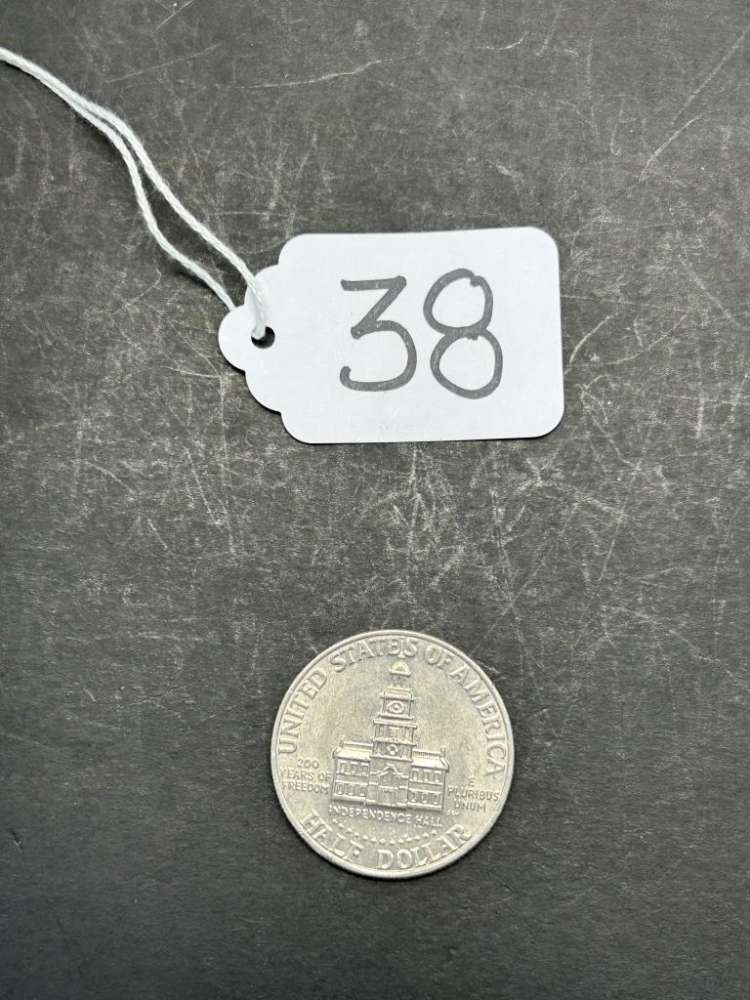 38
UNITED STATES OF AMERICA
200
YEARS OF
FREEDOM
E
PLURIBUS
UNUM
INDEPENDENCE HALL
HALF DOLLAR